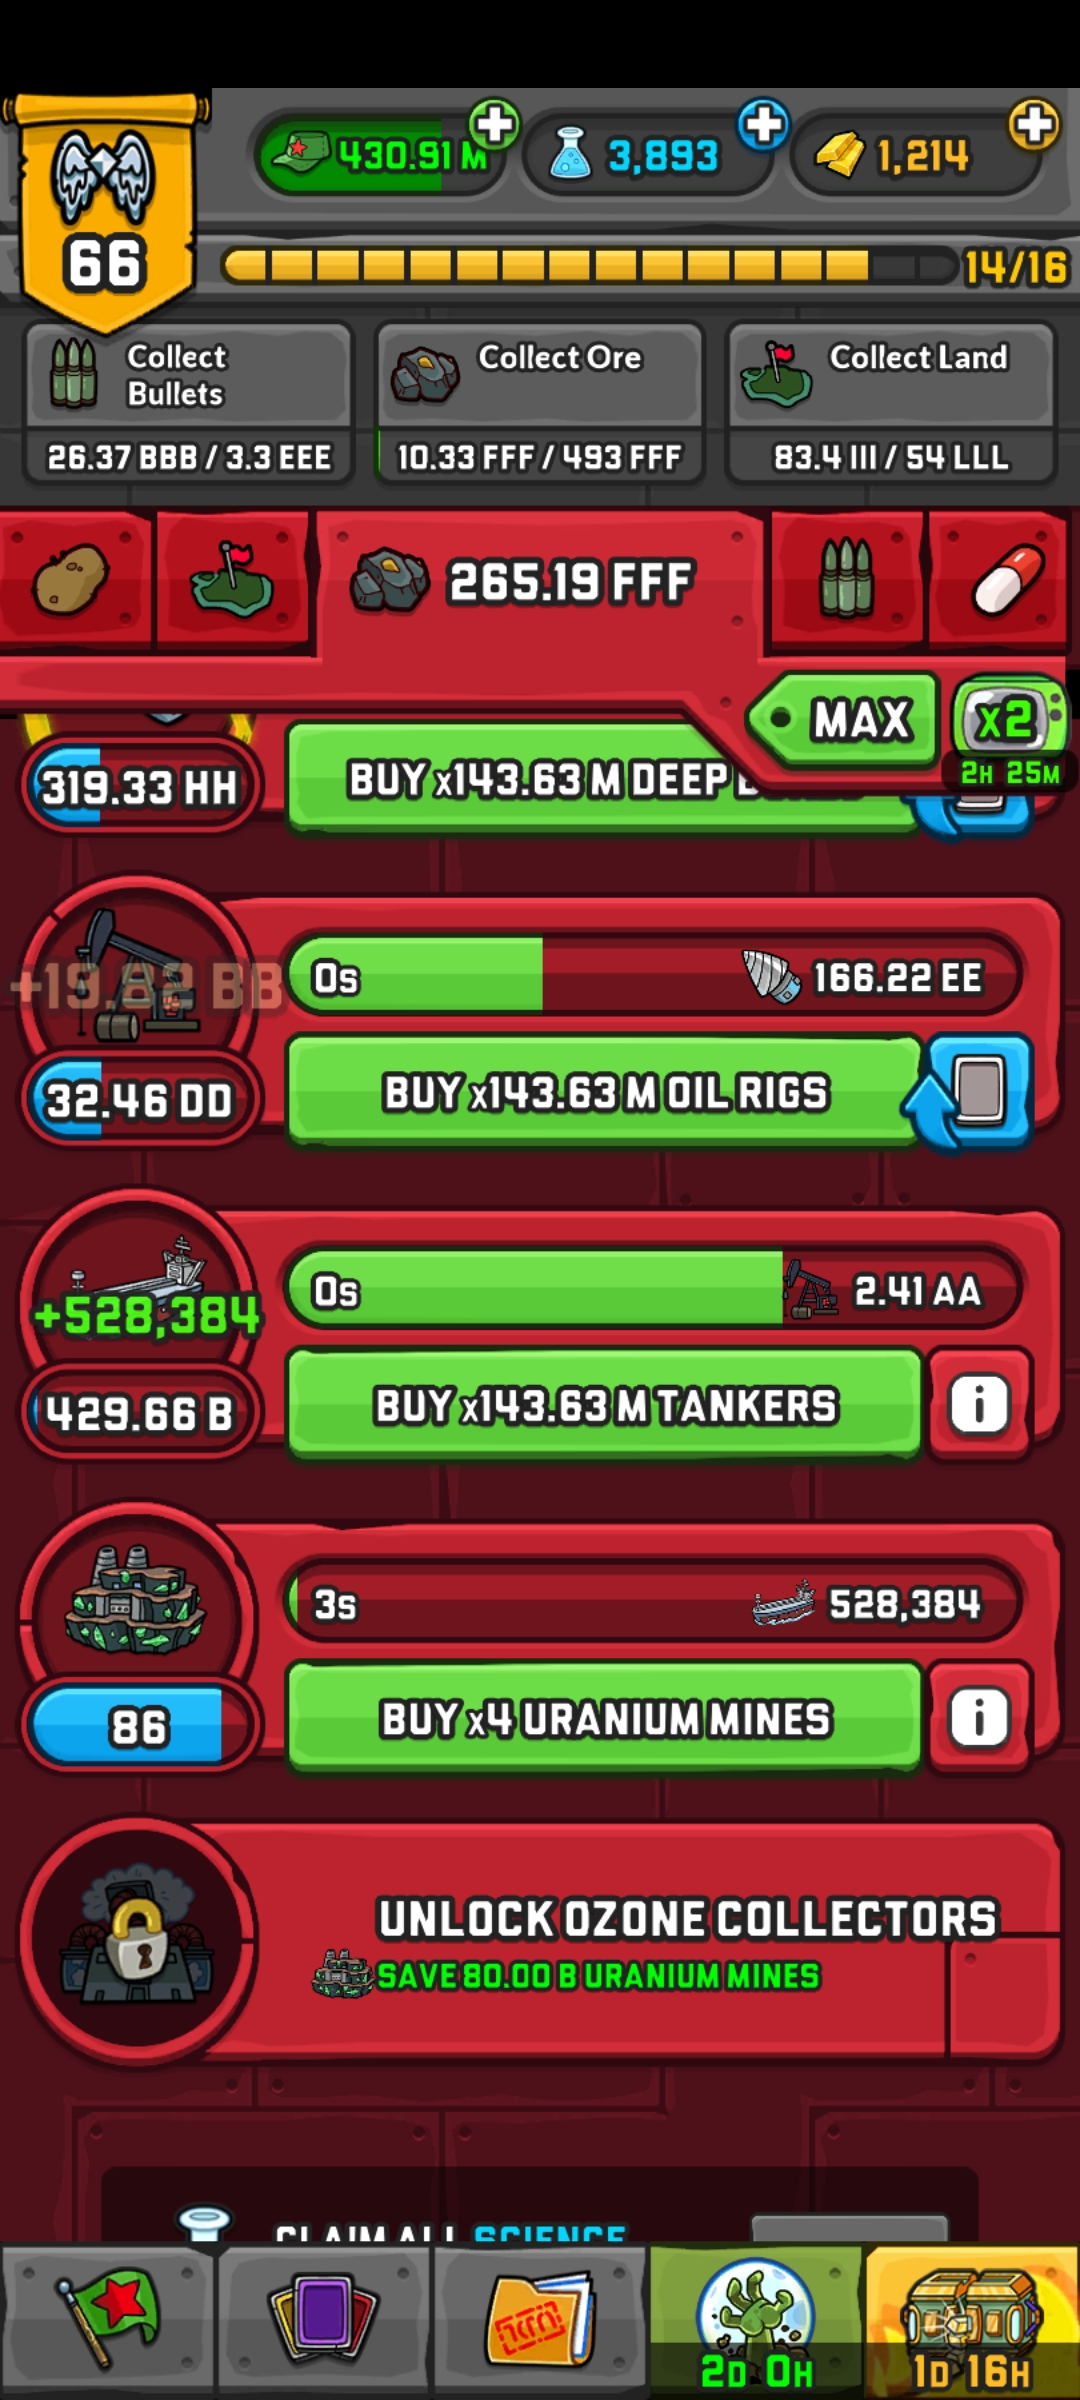 430.91 M
3,893
1,214
66
14/16
Collect
Bullets
Collect Ore
Collect Land
26.37 BBB / 3.3 EEE
10.33 FFF / 493 FFF
83.4 III / 54 LLL
265.19 FFF
MAX
x2
2H 25M
319.33 HH
BUY x143.63 M DEEP
+19.82 BB
0s
166.22 EE
32.46 DD
BUY x143.63 M OIL RIGS
+528,384
0s
2.41 AA
429.66 B
BUY x143.63 M TANKERS
i
3s
528,384
86
BUY x4 URANIUM MINES
i
UNLOCK OZONE COLLECTORS
SAVE 80.00 B URANIUM MINES
CLAIM ALL SCIENCE
2D 0H
1D 16H